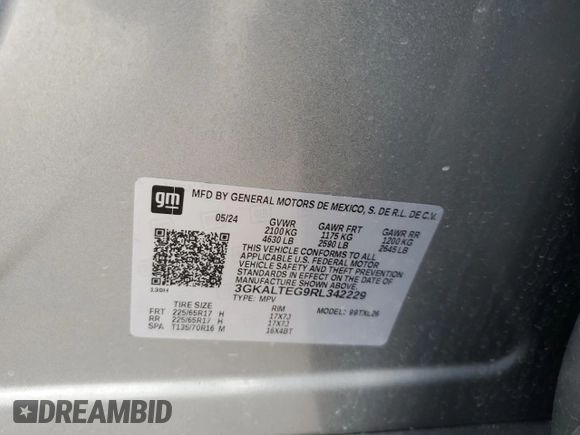 gm
MFD BY GENERAL MOTORS DE MEXICO, S. DE R.L. DE C.V.
05/24 GVWR GAWR FRT GAWR RR
2100 KG 1175 KG 1200 KG
4630 LB 2590 LB 2645 LB
THIS VEHICLE CONFORMS TO ALL
APPLICABLE U.S. FEDERAL MOTOR
VEHICLE SAFETY AND THEFT PREVENTION
STANDARDS IN EFFECT ON THE DATE OF
MANUFACTURE SHOWN ABOVE.
3GKALTEG9RL342229
TYPE: MPV 99TXL26
TIRE SIZE RIM
FRT 225/65R17 H 17X7J
RR 225/65R17 H 17X7J
SPA T135/70R16 M 16X4BT
DREAMBID